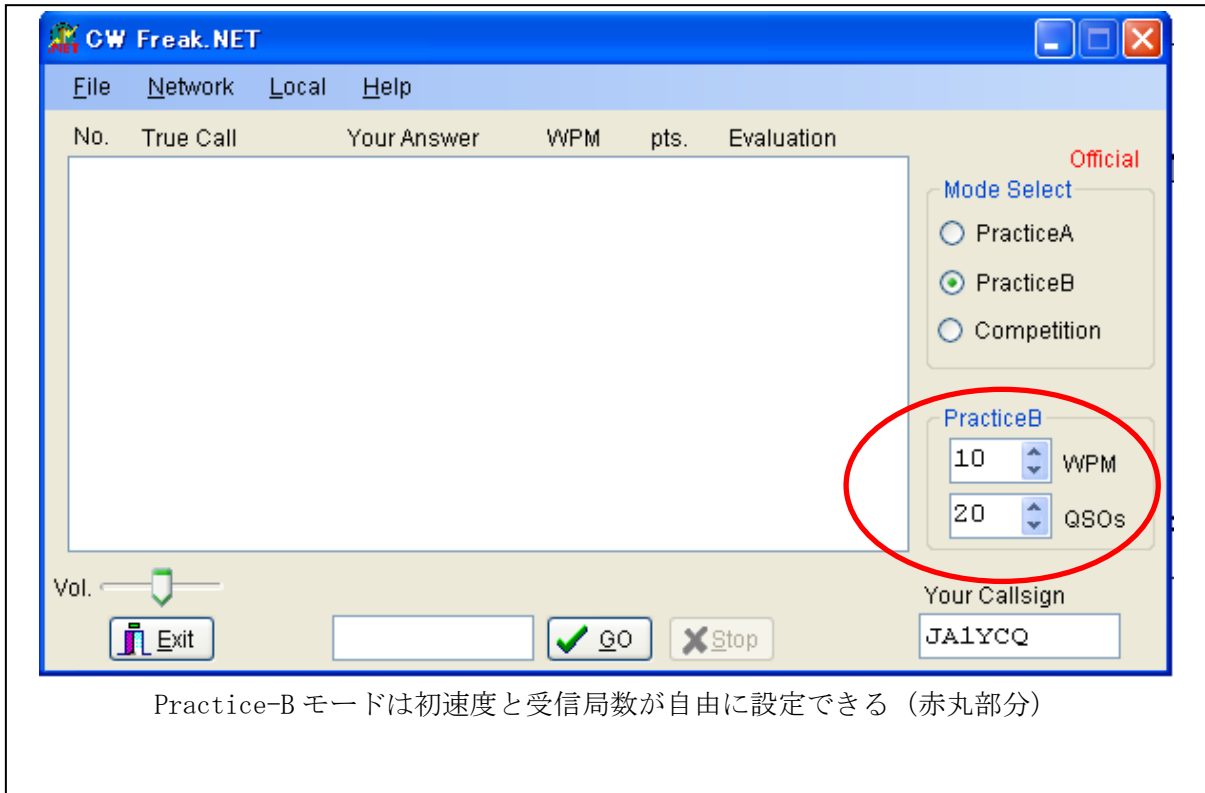 CW Freak.NET
File Network Local Help
No. True Call Your Answer WPM pts. Evaluation
Official
Mode Select
PracticeA
PracticeB
Competition
PracticeB
10 WPM
20 QSOs
Vol.
Your Callsign
Exit GO Stop JA1YCQ
Practice-B モードは初速度と受信局数が自由に設定できる（赤丸部分）